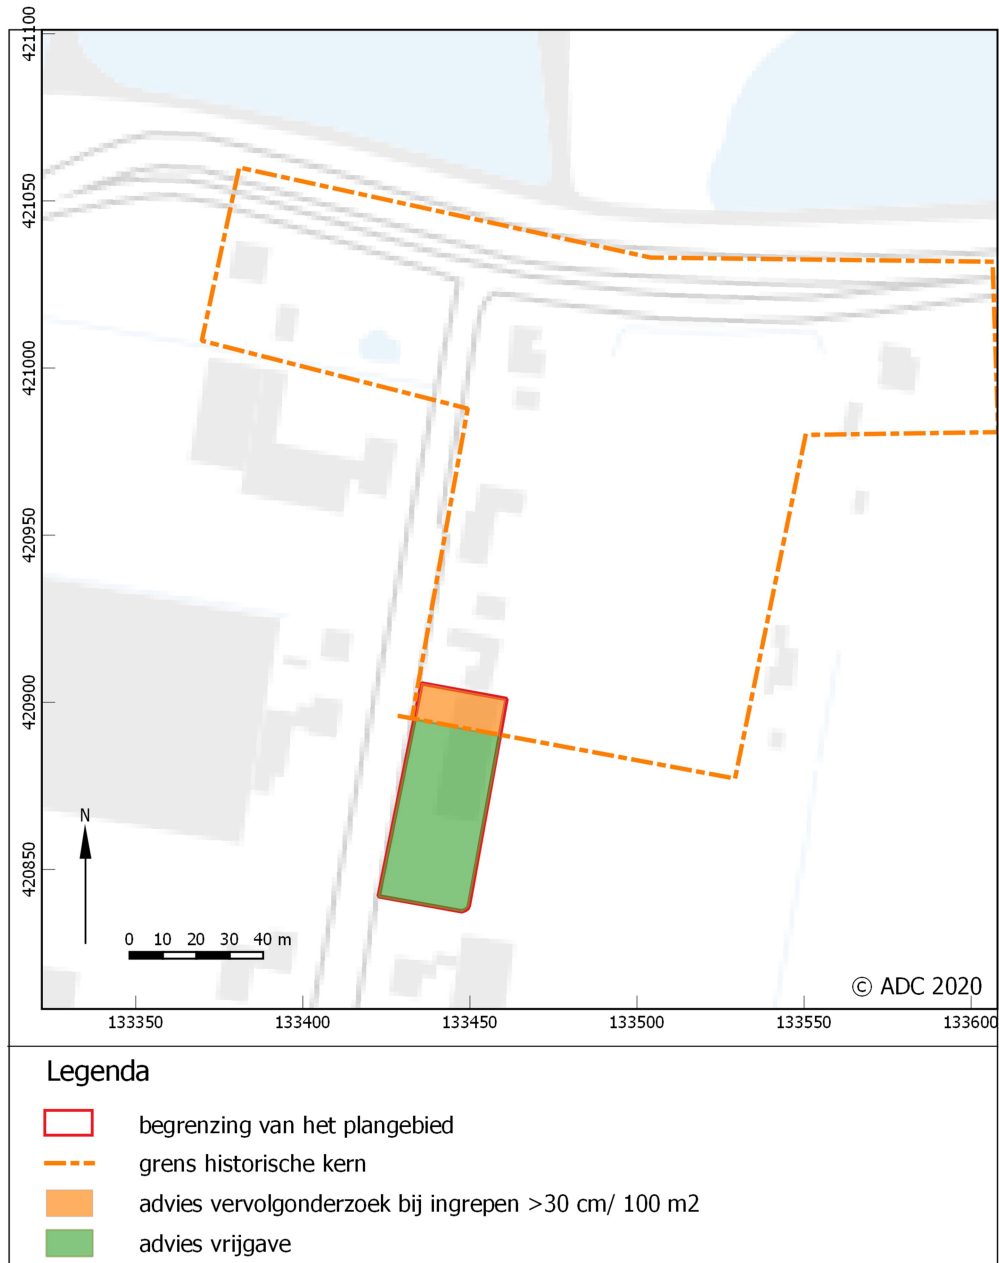 421100
421050
421000
420950
420900
420850
N
0 10 20 30 40 m
© ADC 2020
133350 133400 133450 133500 133550 133600
Legenda
begrenzing van het plangebied
grens historische kern
advies vervolgonderzoek bij ingrepen >30 cm/ 100 m2
advies vrijgave